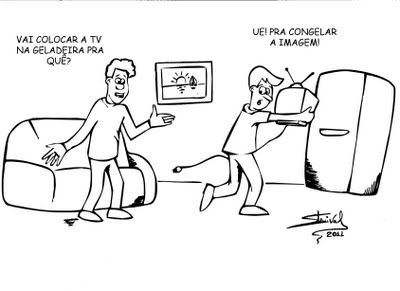 VAI COLOCAR A TV
NA GELADEIRA PRA
QUÊ?
UE! PRA CONGELAR
A IMAGEM!
2011